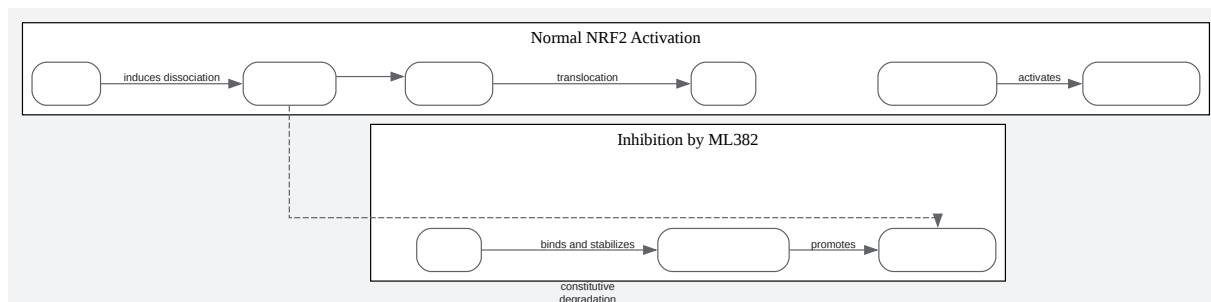 Normal NRF2 Activation
induces dissociation
translocation
activates
Inhibition by ML382
binds and stabilizes
promotes
constitutive
degradation